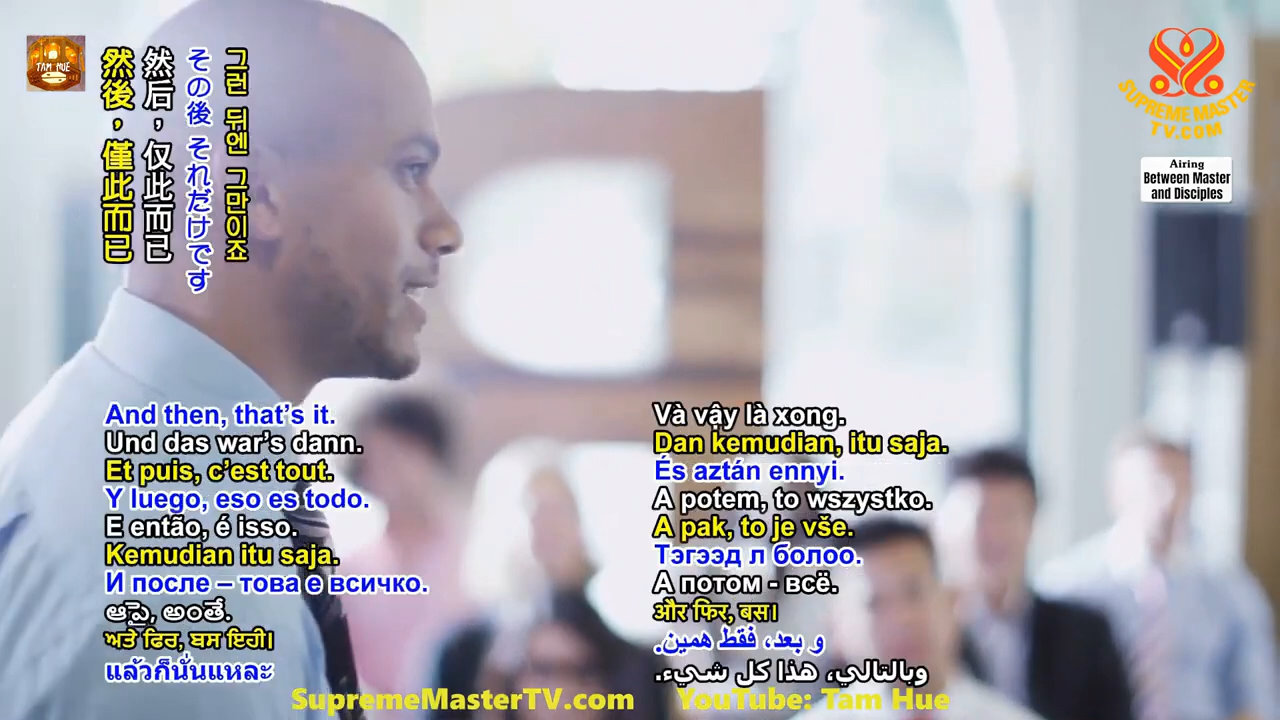 TAM HUE
然後，僅此而已
然后，仅此而已
その後 それだけです
그런 뒤엔 그만이죠
SUPREME MASTER
TV.COM
Airing
Between Master
and Disciples
And then, that's it.
Und das war's dann.
Et puis, c'est tout.
Y luego, eso es todo.
E então, é isso.
Kemudian itu saja.
И после – това е всичко.
ఆపై, అంతే.
ਅਤੇ ਫਿਰ, ਬਸ ਇਹੀ।
แล้วก็นั่นแหละ
Và vậy là xong.
Dan kemudian, itu saja.
És aztán ennyi.
A potem, to wszystko.
A pak, to je vše.
Тэгээд л болоо.
А потом - всё.
और फिर, बस।
و بعد، فقط همین.
وبالتالي، هذا كل شيء.
SupremeMasterTV.com
YouTube: Tam Hue